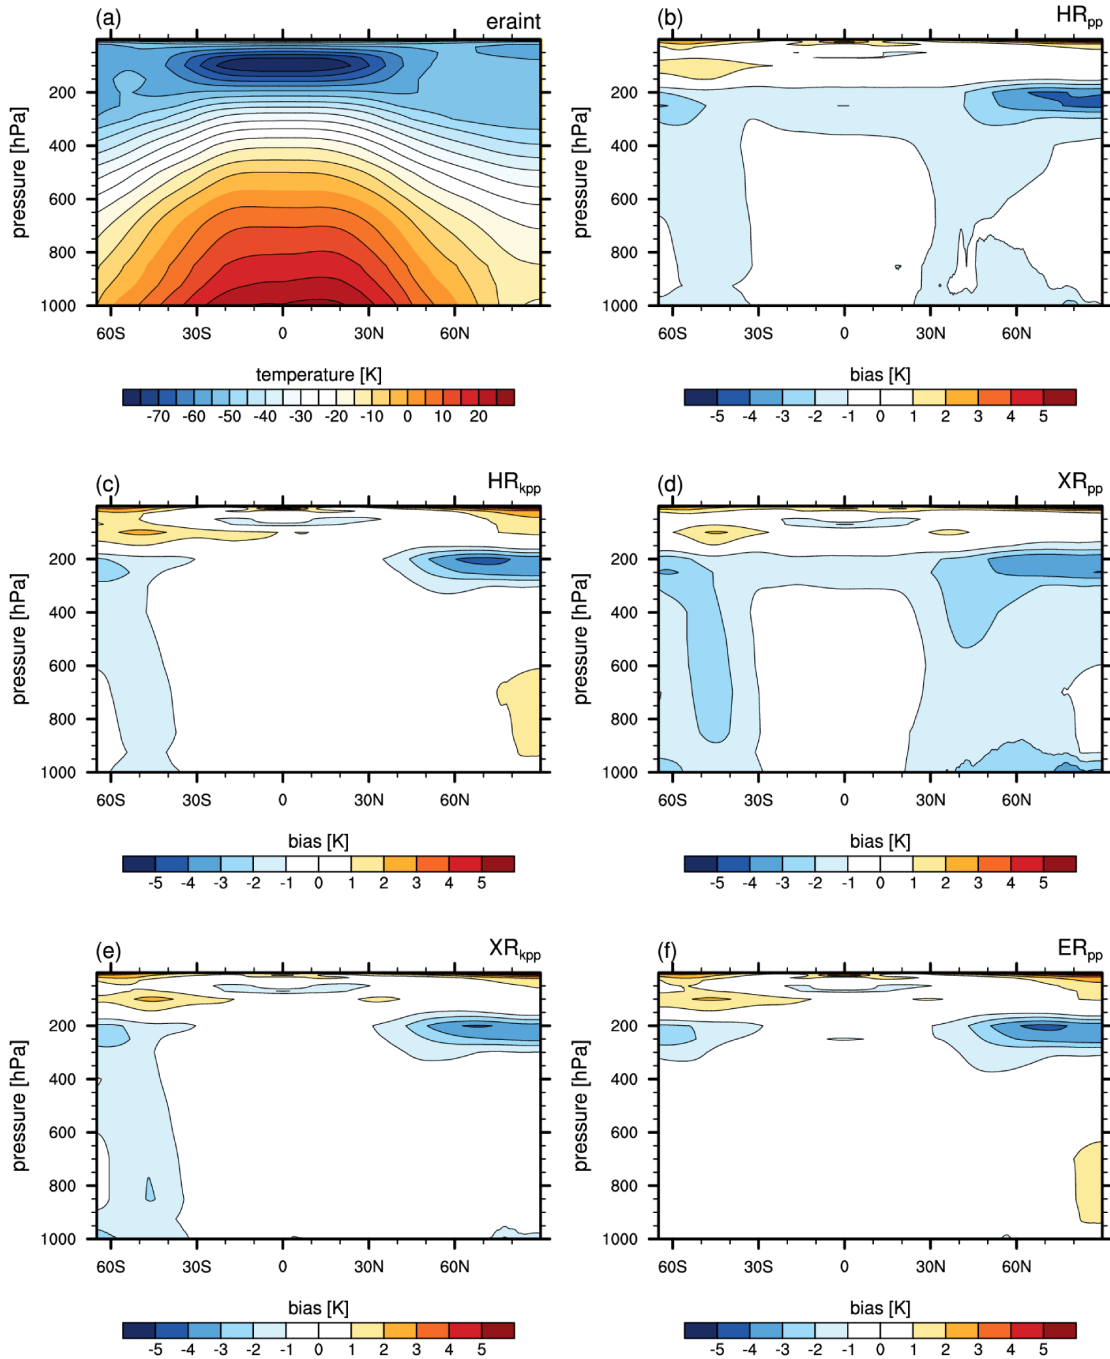 (a) eraint
pressure [hPa]
200
400
600
800
1000
60S 30S 0 30N 60N
temperature [K]
-70 -60 -50 -40 -30 -20 -10 0 10 20
(b) HRpp
pressure [hPa]
200
400
600
800
1000
60S 30S 0 30N 60N
bias [K]
-5 -4 -3 -2 -1 0 1 2 3 4 5
(c) HRkpp
pressure [hPa]
200
400
600
800
1000
60S 30S 0 30N 60N
bias [K]
-5 -4 -3 -2 -1 0 1 2 3 4 5
(d) XRpp
pressure [hPa]
200
400
600
800
1000
60S 30S 0 30N 60N
bias [K]
-5 -4 -3 -2 -1 0 1 2 3 4 5
(e) XRkpp
pressure [hPa]
200
400
600
800
1000
60S 30S 0 30N 60N
bias [K]
-5 -4 -3 -2 -1 0 1 2 3 4 5
(f) ERpp
pressure [hPa]
200
400
600
800
1000
60S 30S 0 30N 60N
bias [K]
-5 -4 -3 -2 -1 0 1 2 3 4 5